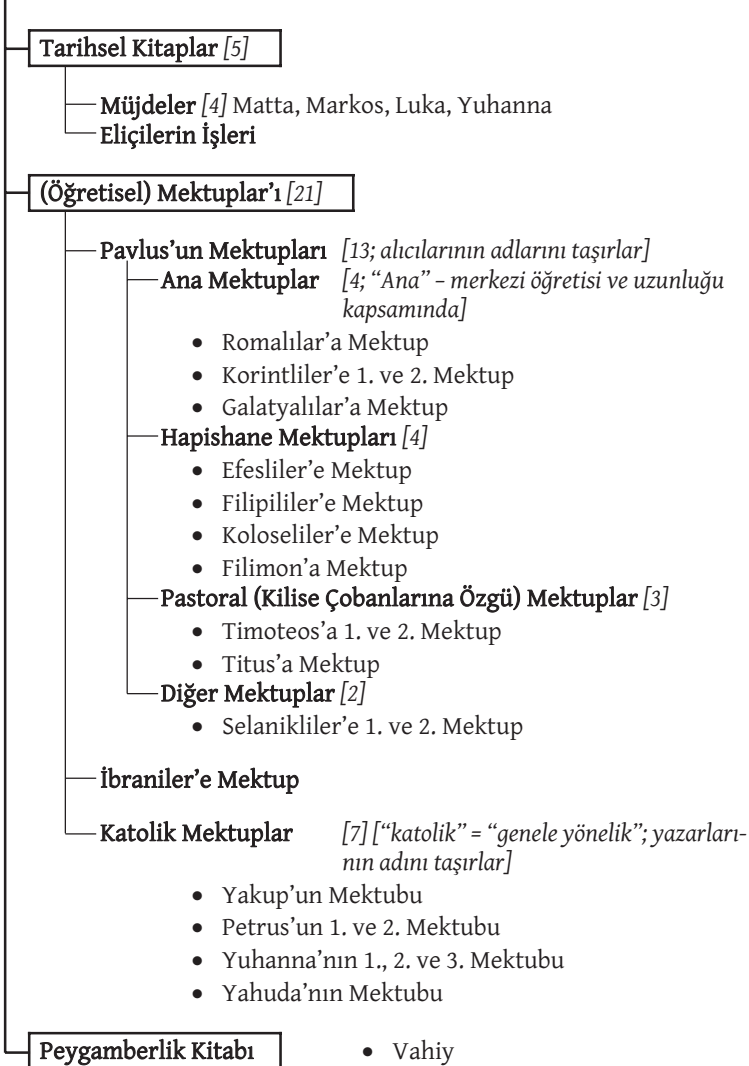 Tarihsel Kitaplar [5]
Müjdeler [4] Matta, Markos, Luka, Yuhanna
Eliçilerin İşleri
(Öğretisel) Mektuplar’ı [21]
Pavlus’un Mektupları [13; alıcılarının adlarını taşırlar]
Ana Mektuplar [4; “Ana” – merkezi öğretisi ve uzunluğu
kapsamında]
• Romalılar’a Mektup
• Korintliler’e 1. ve 2. Mektup
• Galatyalılar’a Mektup
Hapishane Mektupları [4]
• Efesliler’e Mektup
• Filipililer’e Mektup
• Koloseliler’e Mektup
• Filimon’a Mektup
Pastoral (Kilise Çobanlarına Özgü) Mektuplar [3]
• Timoteos’a 1. ve 2. Mektup
• Titus’a Mektup
Diğer Mektuplar [2]
• Selanikliler’e 1. ve 2. Mektup
İbraniler’e Mektup
Katolik Mektuplar [7] [“katolik” = “genele yönelik”; yazarları-
nın adını taşırlar]
• Yakup’un Mektubu
• Petrus’un 1. ve 2. Mektubu
• Yuhanna’nın 1., 2. ve 3. Mektubu
• Yahuda’nın Mektubu
Peygamberlik Kitabı • Vahiy